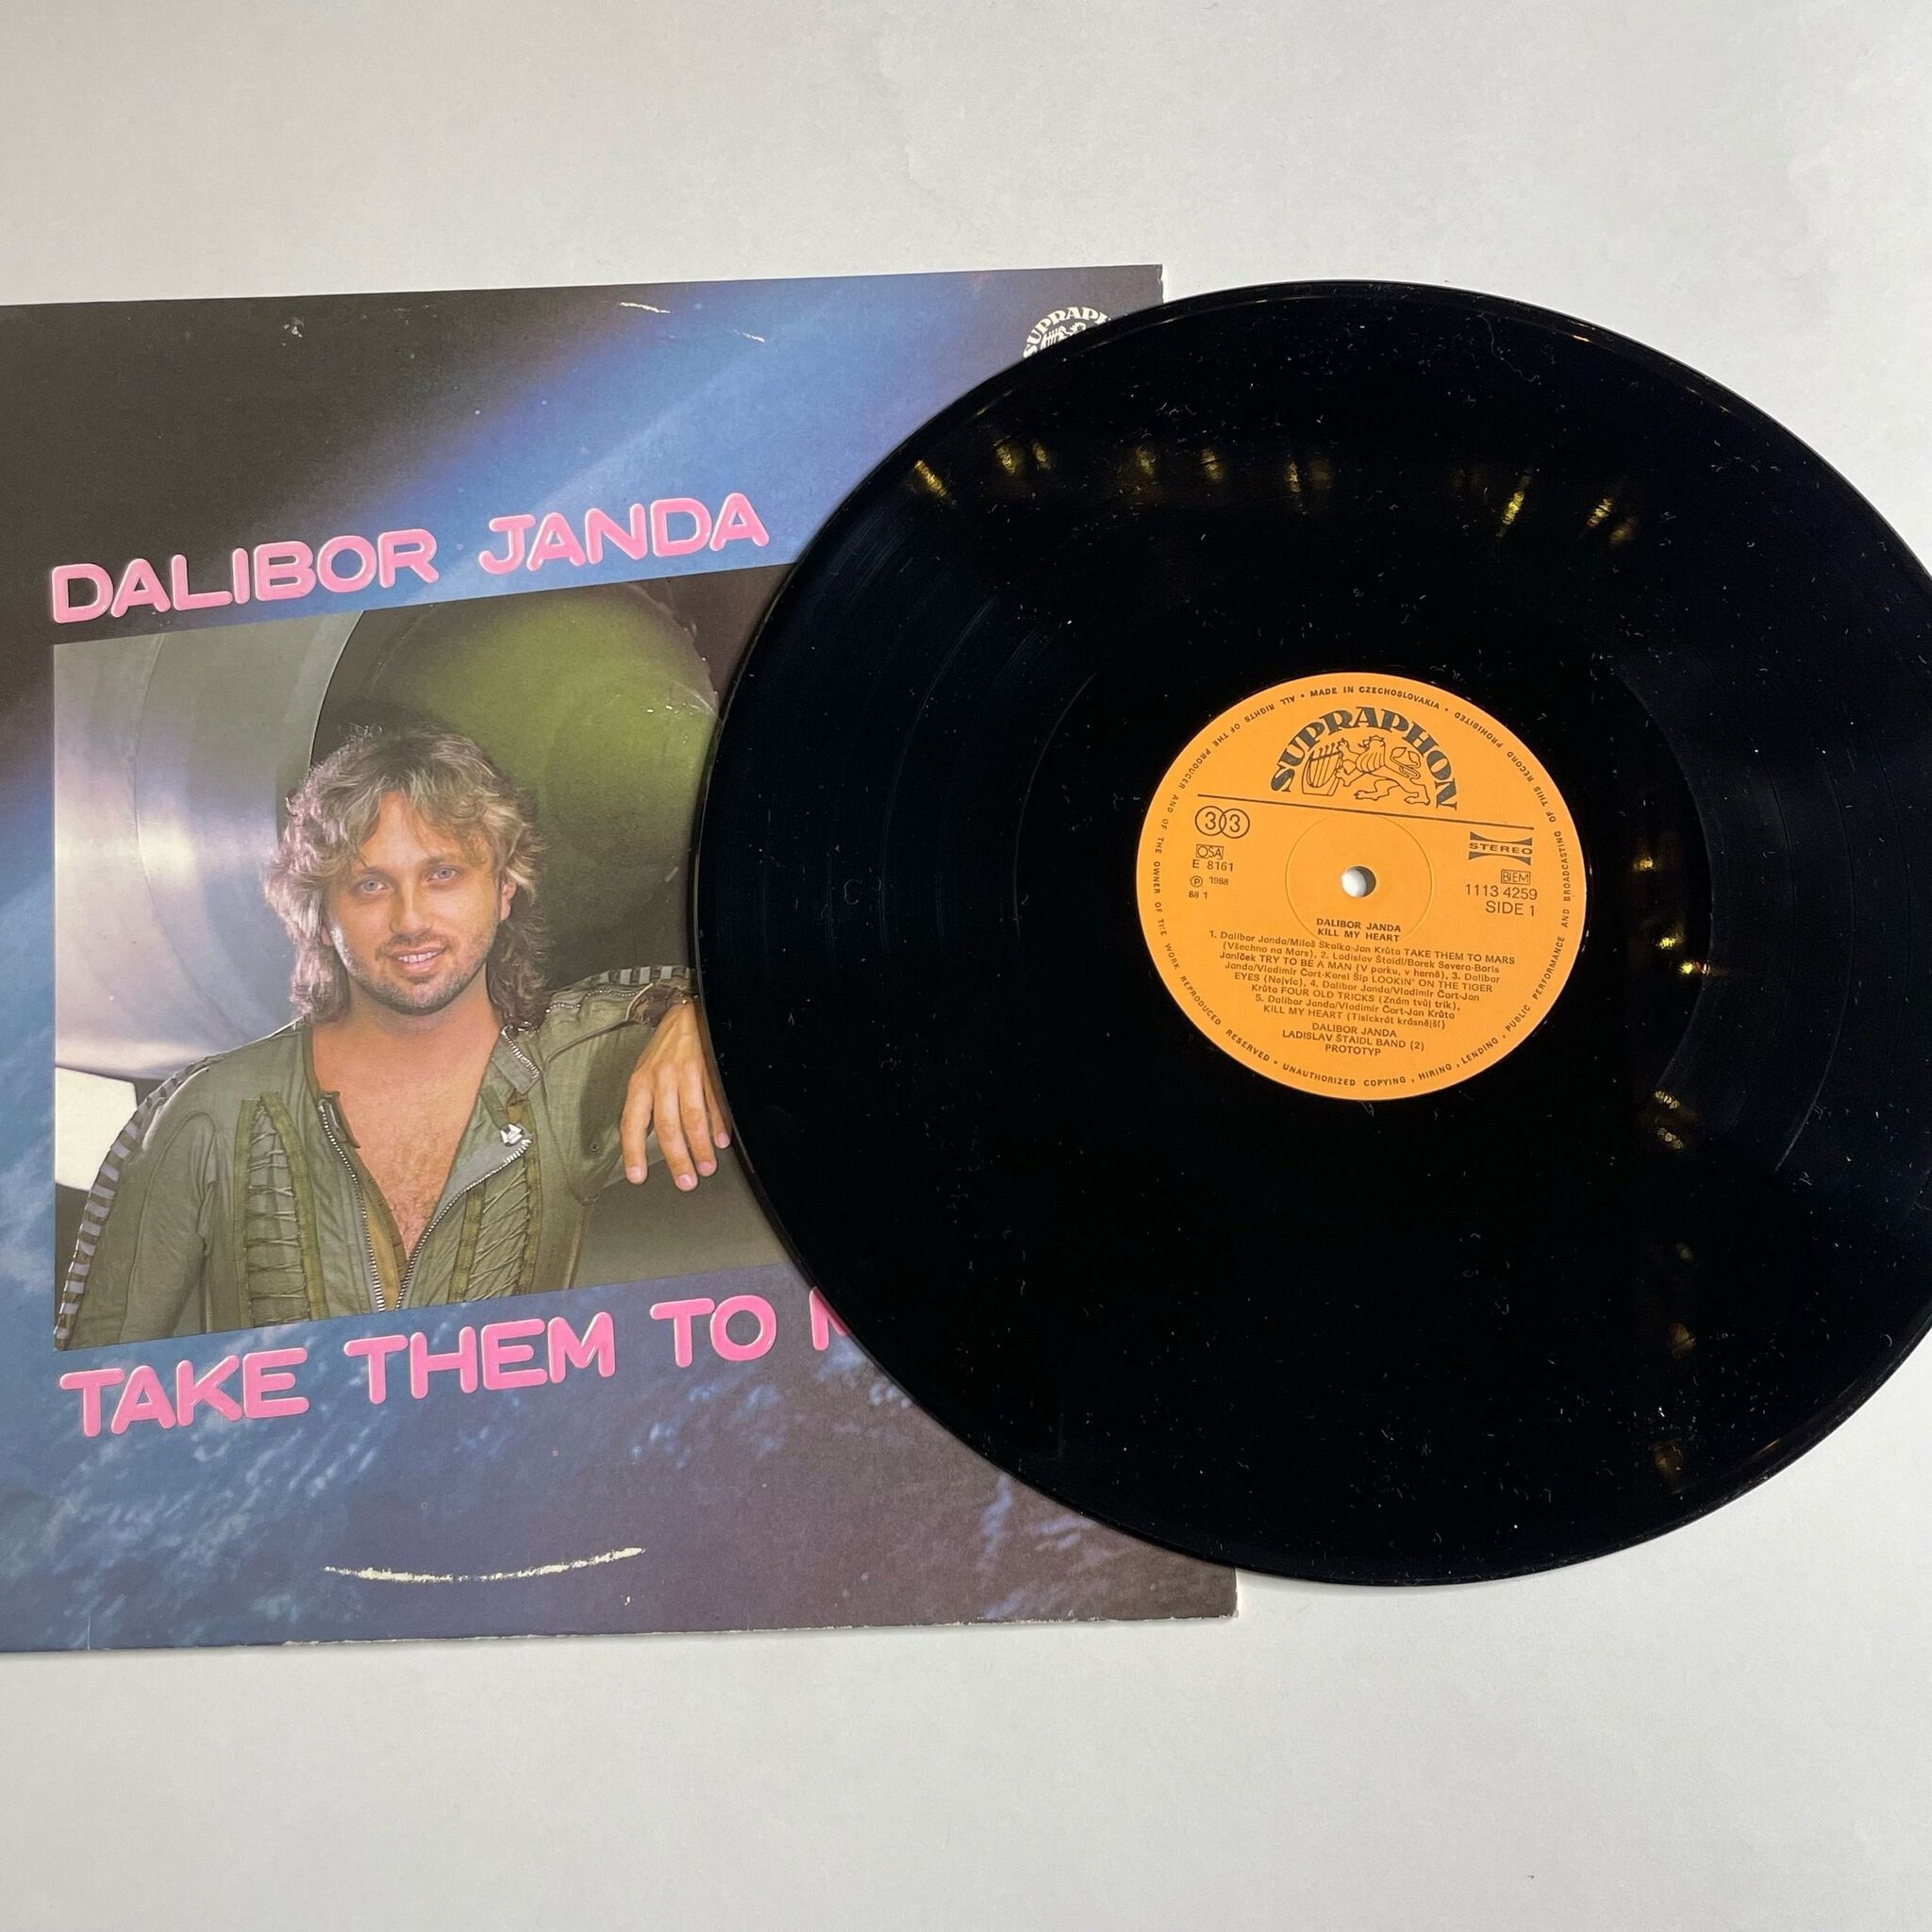 SUPRAPH
DALIBOR JANDA
TAKE THEM TO M
MADE IN CZECHOSLOVAKIA • ALL THE RIGHTS OF THE PRODUCER AND OF THE OWNER OF THE WORK REPRODUCED RESERVED • UNAUTHORIZED COPYING, HIRING, LENDING, PUBLIC PERFORMANCE AND BROADCASTING OF THIS RECORD PROHIBITED •
SUPRAPHON
33
STEREO
OSA
E 8161
BIEM
℗ 1988
1113 4259
88 1
SIDE 1
DALIBOR JANDA
KILL MY HEART
1. Dalibor Janda/Miloš Skalka-Jan Krůta TAKE THEM TO MARS
(Všechno na Mars), 2. Ladislav Štaidl/Borek Severo-Boris
Janíček TRY TO BE A MAN (V parku, v herně), 3. Dalibor
Janda/Vladimír Čort-Karel Šíp LOOKIN' ON THE TIGER
EYES (Nejvíc), 4. Dalibor Janda/Vladimír Čort-Jan
Krůta FOUR OLD TRICKS (Znám tvůj trik),
5. Dalibor Janda/Vladimír Čort-Jan Krůta
KILL MY HEART (Tisíckrát krásnější)
DALIBOR JANDA
LADISLAV ŠTAIDL BAND (2)
PROTOTYP